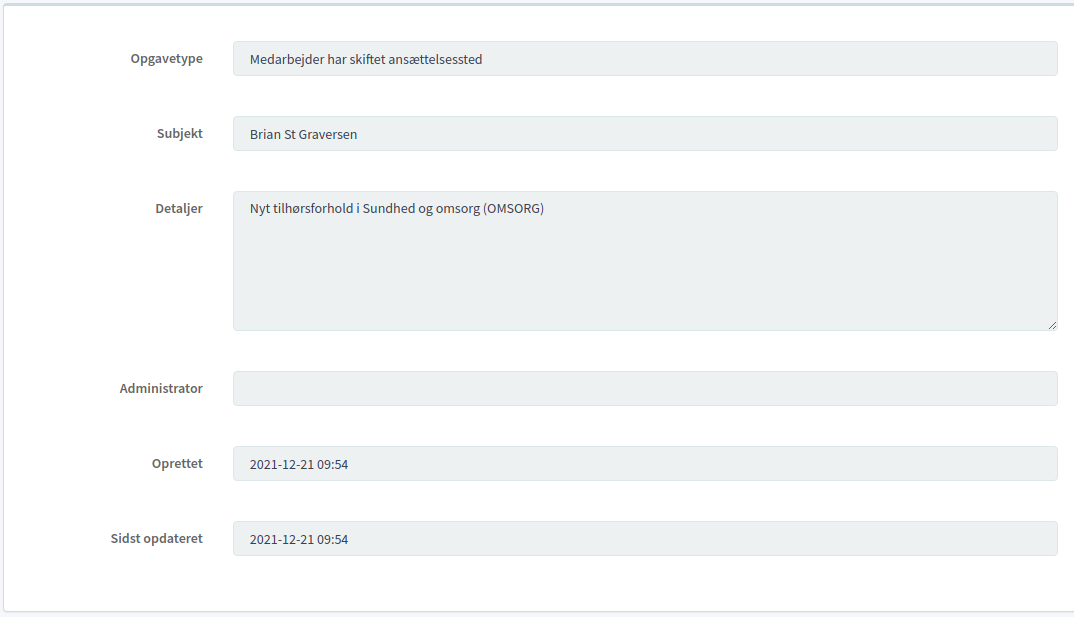 Opgavetype
Medarbejder har skiftet ansættelsessted
Subjekt
Brian St Graversen
Detaljer
Nyt tilhørsforhold i Sundhed og omsorg (OMSORG)
Administrator
Oprettet
2021-12-21 09:54
Sidst opdateret
2021-12-21 09:54